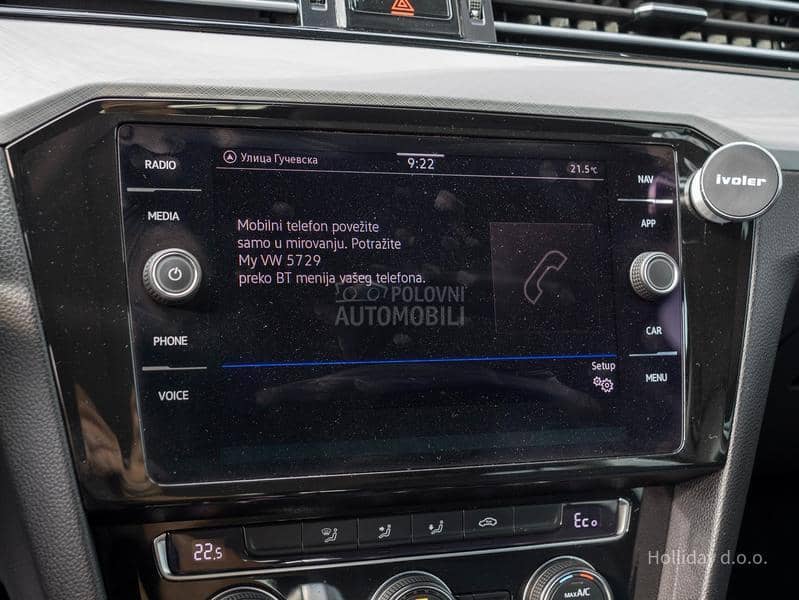 RADIO
MEDIA
PHONE
VOICE
Улица Гучевска
9:22
21.5°C
Mobilni telefon povežite
samo u mirovanju. Potražite
My VW 5729
preko BT menija vašeg telefona.
POLOVNI
AUTOMOBILI
Setup
NAV
APP
CAR
MENU
ivoler
22.5
Eco
MAX A/C
Holliday d.o.o.